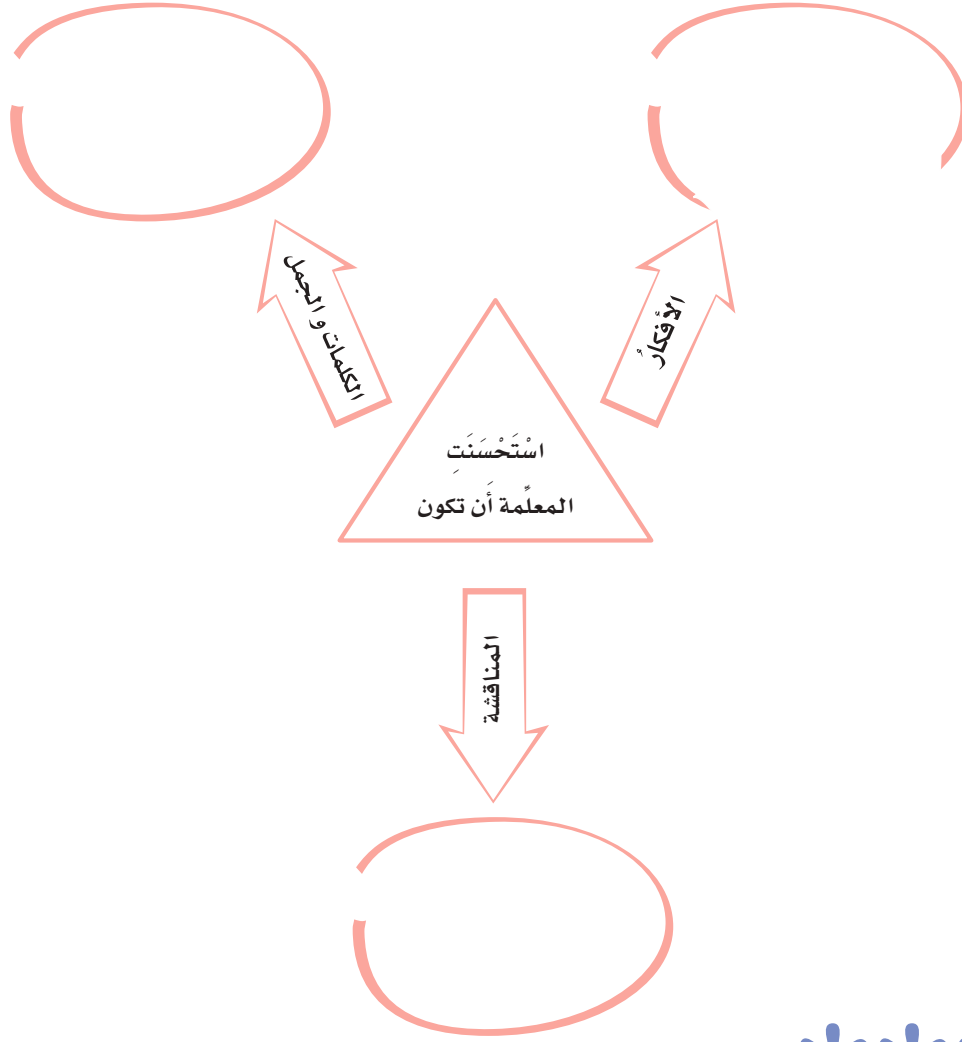 الأفكارُ
الكلمات و الجمل
اسْتَحْسَنَتِ
المعلِّمة أَن تكون
المناقشة